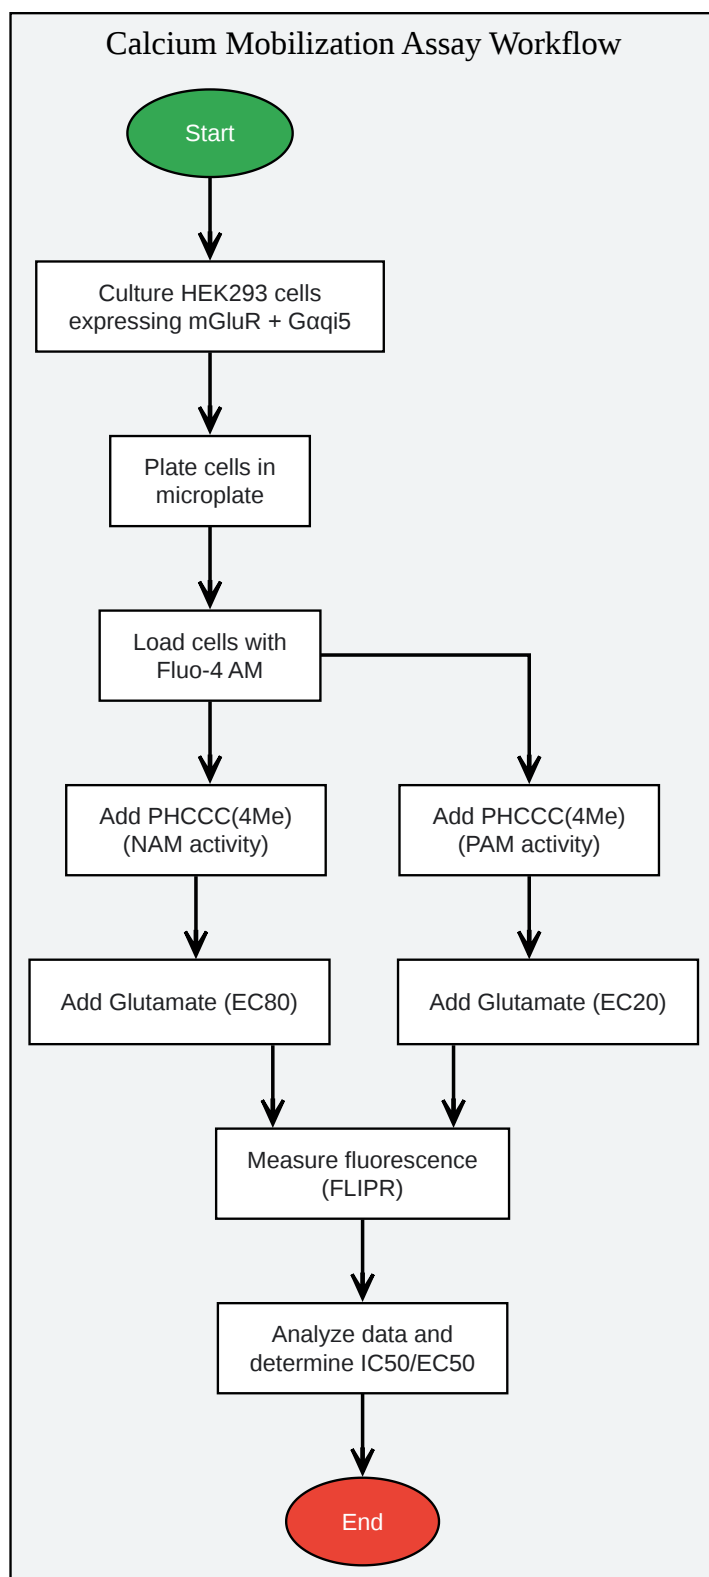 Calcium Mobilization Assay Workflow
Start
Culture HEK293 cells
expressing mGluR + Gαqi5
Plate cells in
microplate
Load cells with
Fluo-4 AM
Add PHCCC(4Me)
(NAM activity)
Add PHCCC(4Me)
(PAM activity)
Add Glutamate (EC80)
Add Glutamate (EC20)
Measure fluorescence
(FLIPR)
Analyze data and
determine IC50/EC50
End